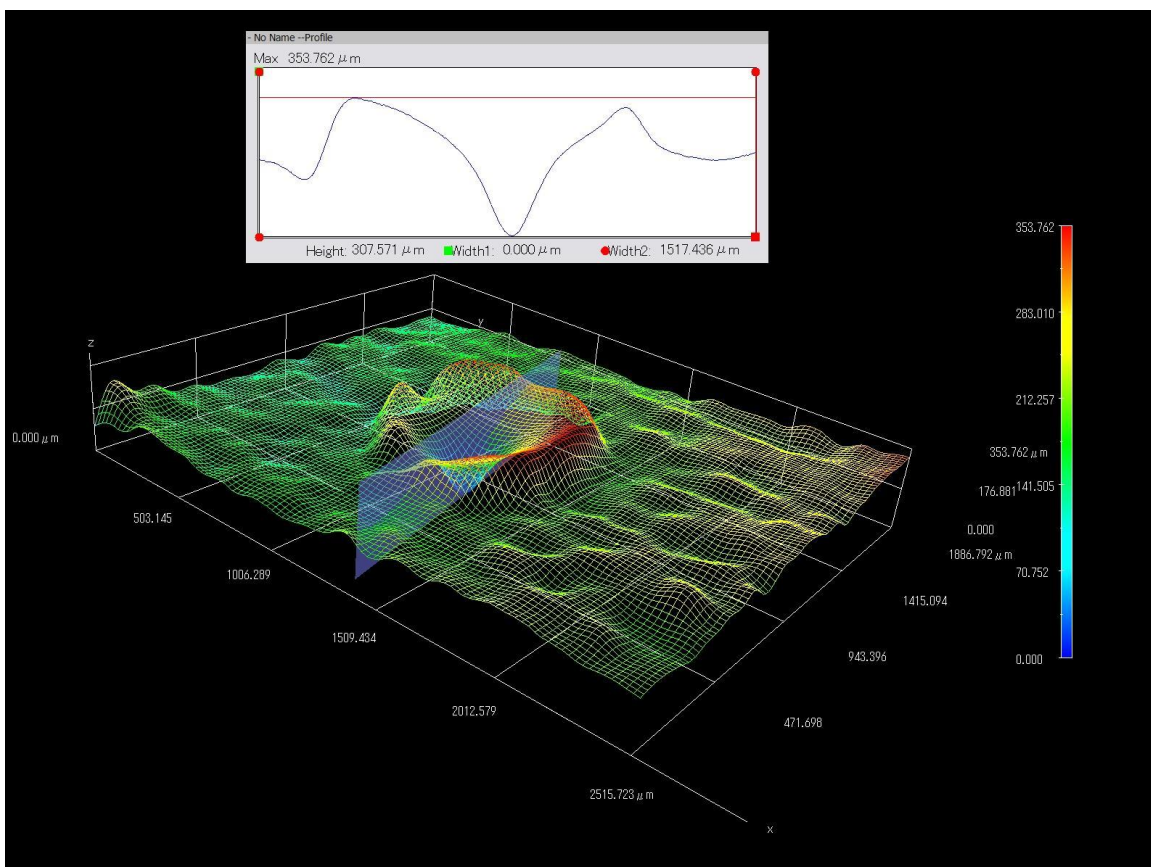 - No Name --Profile
Max 353.762 μm
Height: 307.571 μm Width1: 0.000 μm Width2: 1517.436 μm
353.762
283.010
212.257
141.505
70.752
0.000
z
y
0.000 μm
503.145
1006.289
1509.434
2012.579
2515.723 μm
x
353.762 μm
176.881
0.000
1886.792 μm
1415.094
943.396
471.698